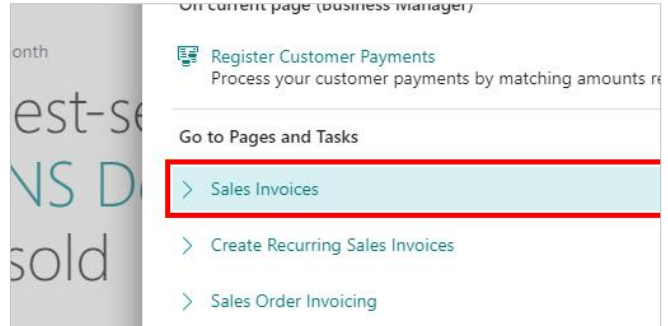 On current page (Business Manager)
onth
Register Customer Payments
Process your customer payments by matching amounts re
est-se
Go to Pages and Tasks
NS D
Sales Invoices
sold
Create Recurring Sales Invoices
Sales Order Invoicing